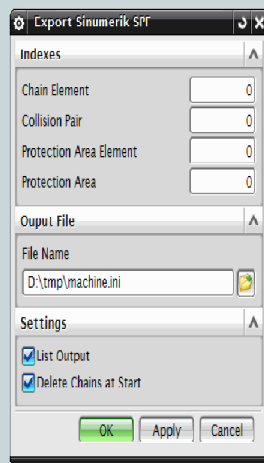 Export Sinumerik SPF
Indexes
Chain Element 0
Collision Pair 0
Protection Area Element 0
Protection Area 0
Ouput File
File Name
D:\tmp\machine.ini
Settings
List Output
Delete Chains at Start
OK Apply Cancel